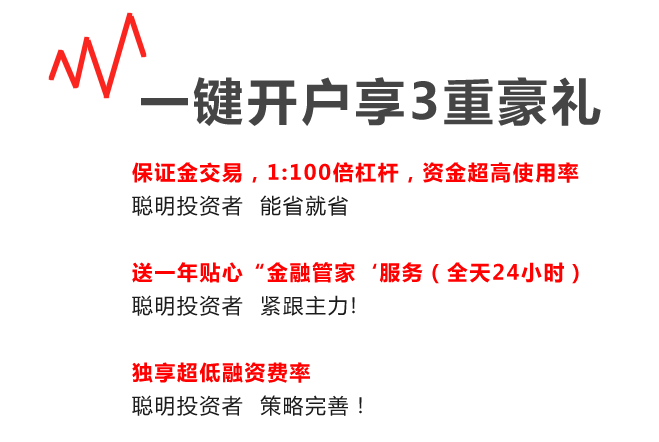 一键开户享3重豪礼
保证金交易，1:100倍杠杆，资金超高使用率
聪明投资者 能省就省
送一年贴心“金融管家‘服务（全天24小时）
聪明投资者 紧跟主力!
独享超低融资费率
聪明投资者 策略完善！